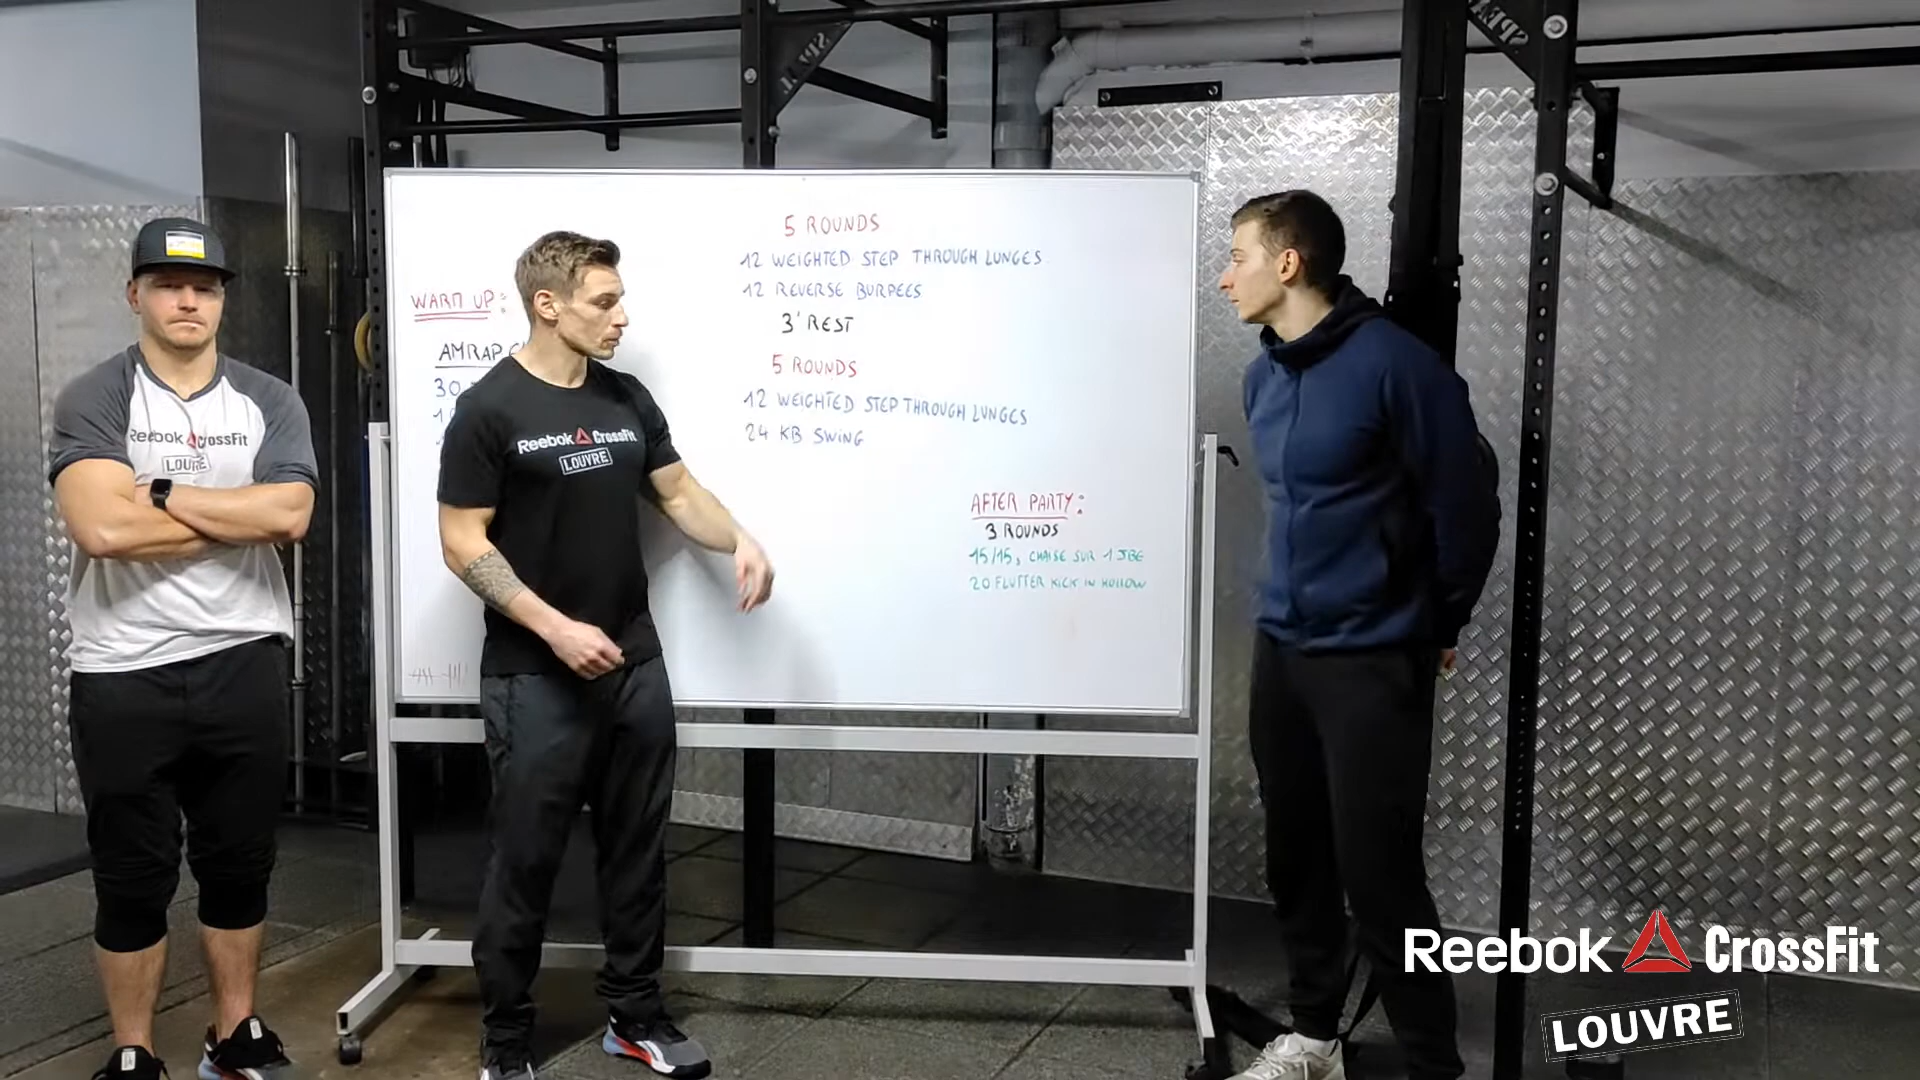 5 ROUNDS
12 WEIGHTED STEP THROUGH LUNGES
12 REVERSE BURPEES
3' REST
5 ROUNDS
12 WEIGHTED STEP THROUGH LUNGES
24 KB SWING
WARM UP:
AMRAP
30
AFTER PARTY:
3 ROUNDS
15/15, CHAISE SUR 1 JBE
20 FLUTTER KICK IN HOLLOW
Reebok CrossFit
LOUVRE
Reebok CrossFit
LOUVRE
Reebok CrossFit
LOUVRE